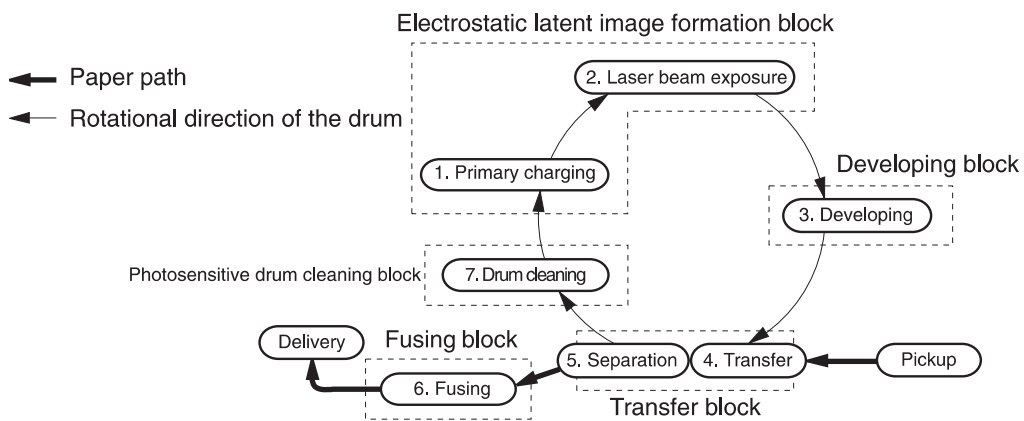 Electrostatic latent image formation block
Paper path
2. Laser beam exposure
Rotational direction of the drum
Developing block
1. Primary charging
3. Developing
Photosensitive drum cleaning block
7. Drum cleaning
Fusing block
Delivery
5. Separation
4. Transfer
Pickup
6. Fusing
Transfer block